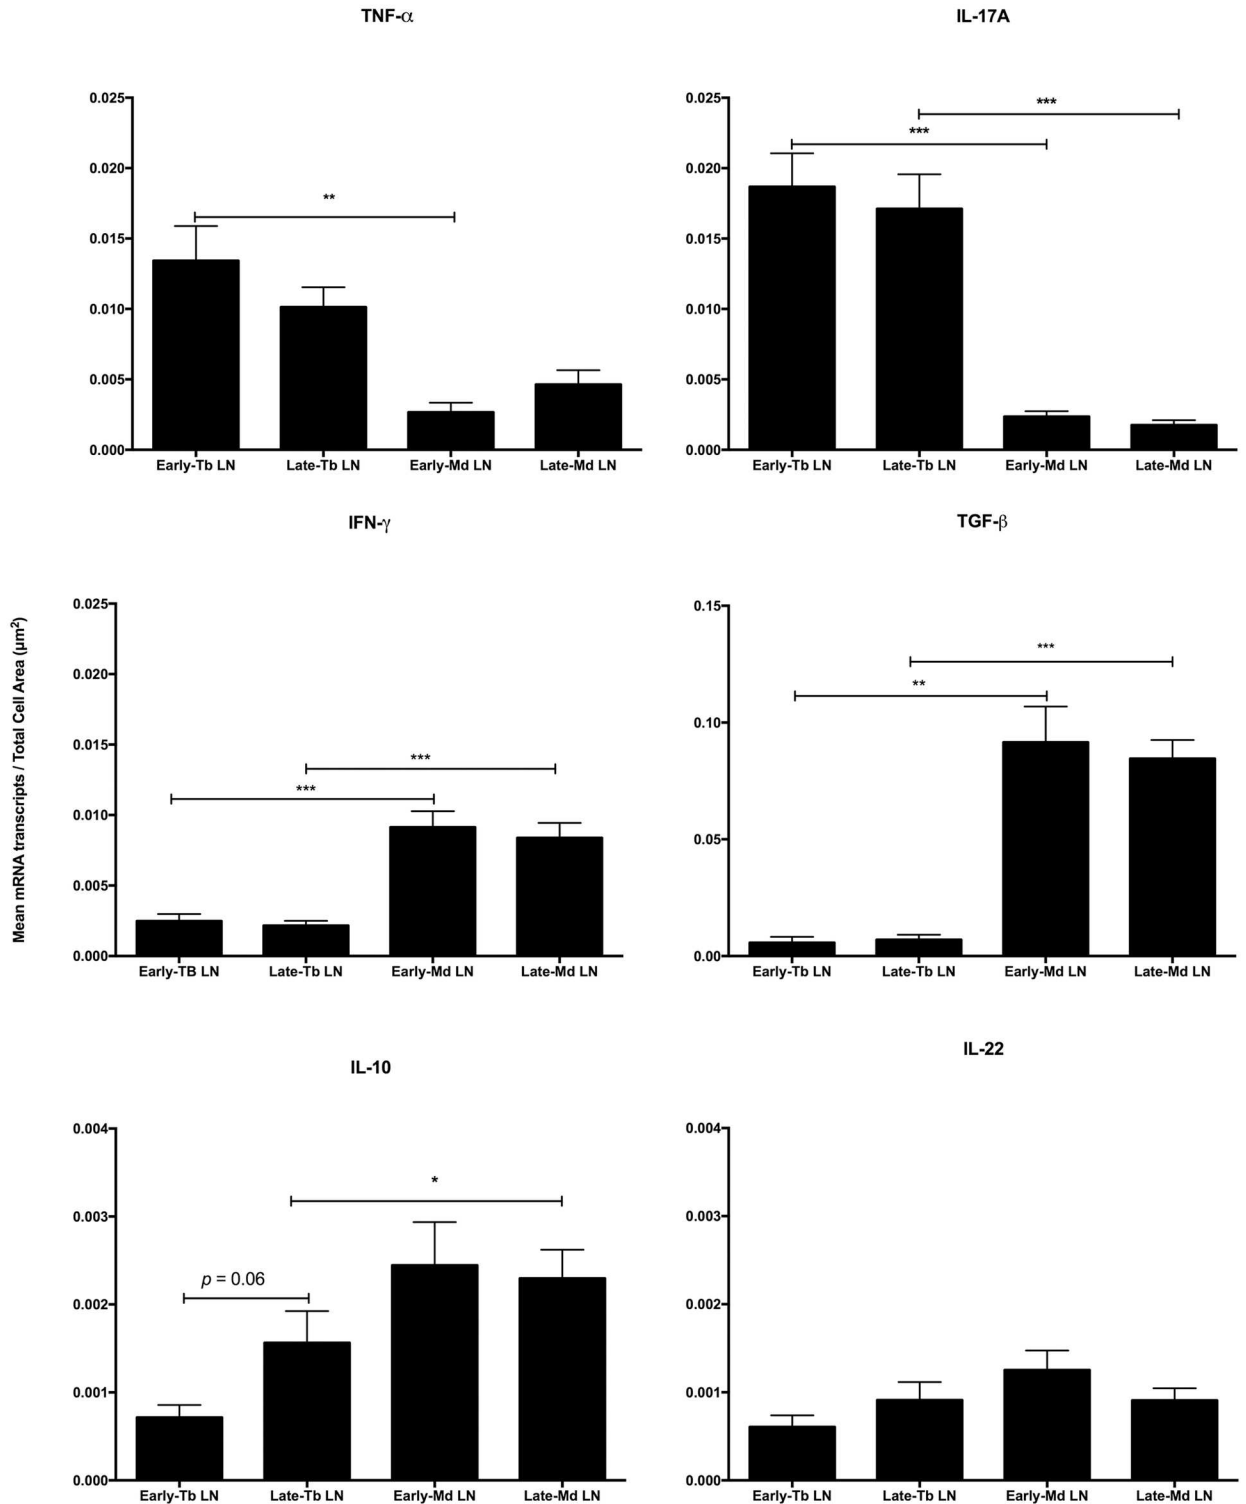 TNF-α
0.025
0.020
0.015
0.010
0.005
0.000
**
Early-Tb LN Late-Tb LN Early-Md LN Late-Md LN
IL-17A
0.025
0.020
0.015
0.010
0.005
0.000
***
***
Early-Tb LN Late-Tb LN Early-Md LN Late-Md LN
Mean mRNA transcripts / Total Cell Area (µm²)
IFN-γ
0.025
0.020
0.015
0.010
0.005
0.000
***
***
Early-TB LN Late-Tb LN Early-Md LN Late-Md LN
TGF-β
0.15
0.10
0.05
0.00
***
**
Early-Tb LN Late-Tb LN Early-Md LN Late-Md LN
IL-10
0.004
0.003
0.002
0.001
0.000
*
p = 0.06
Early-Tb LN Late-Tb LN Early-Md LN Late-Md LN
IL-22
0.004
0.003
0.002
0.001
0.000
Early-Tb LN Late-Tb LN Early-Md LN Late-Md LN